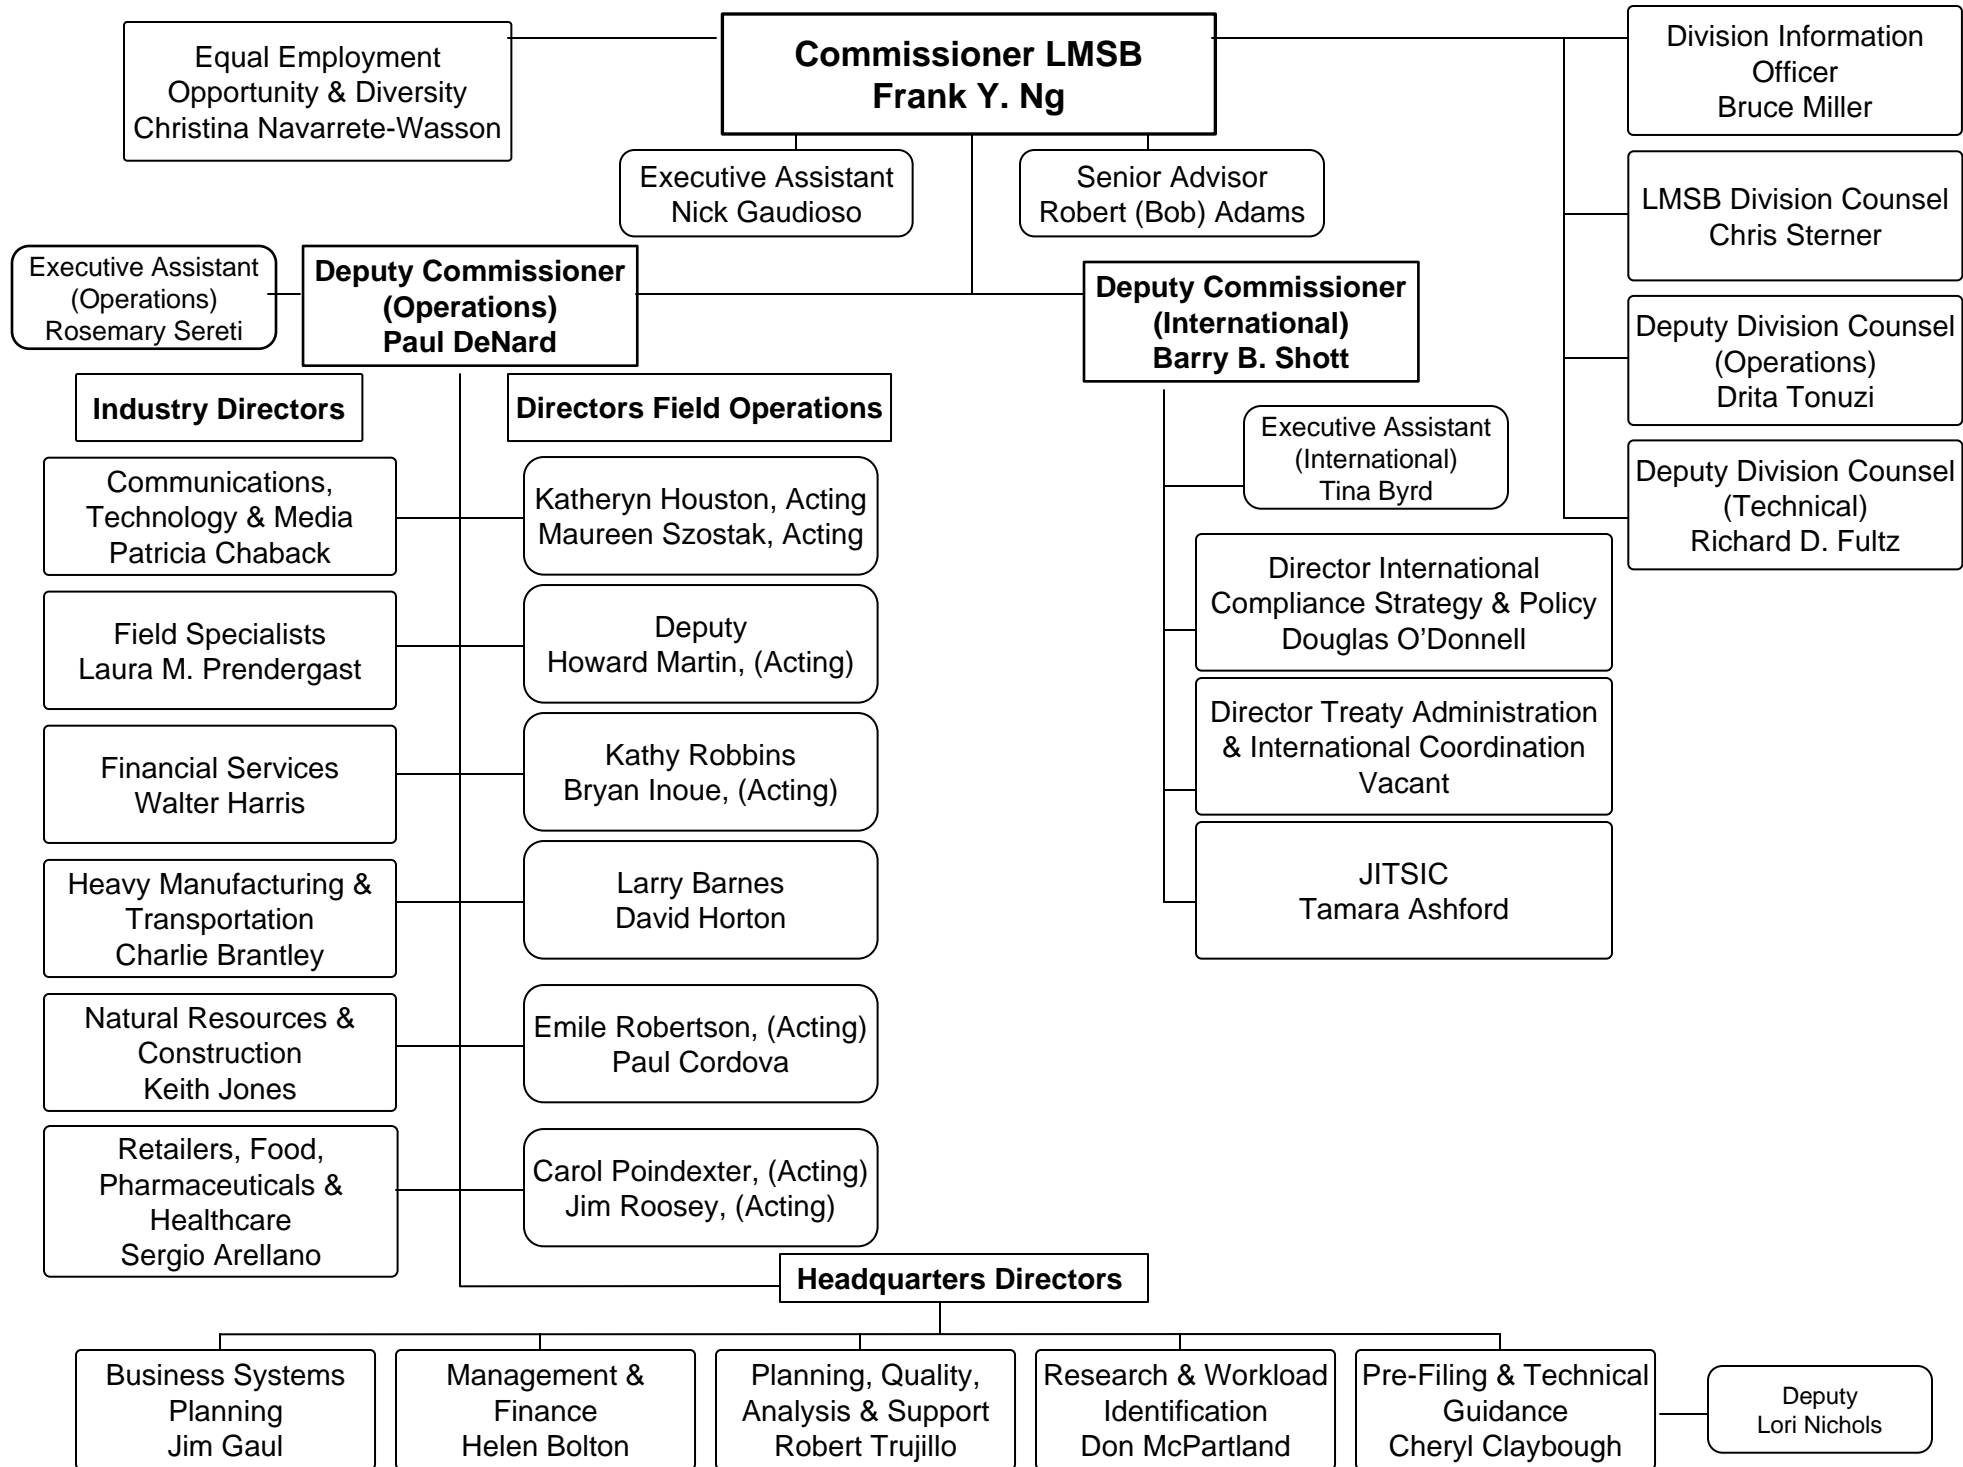 Equal Employment
Opportunity & Diversity
Christina Navarrete-Wasson
Commissioner LMSB
Frank Y. Ng
Division Information
Officer
Bruce Miller
Executive Assistant
Nick Gaudioso
Senior Advisor
Robert (Bob) Adams
LMSB Division Counsel
Chris Sterner
Executive Assistant
(Operations)
Rosemary Sereti
Deputy Commissioner
(Operations)
Paul DeNard
Deputy Commissioner
(International)
Barry B. Shott
Deputy Division Counsel
(Operations)
Drita Tonuzi
Industry Directors
Directors Field Operations
Executive Assistant
(International)
Tina Byrd
Deputy Division Counsel
(Technical)
Richard D. Fultz
Communications,
Technology & Media
Patricia Chaback
Katheryn Houston, Acting
Maureen Szostak, Acting
Director International
Compliance Strategy & Policy
Douglas O’Donnell
Field Specialists
Laura M. Prendergast
Deputy
Howard Martin, (Acting)
Director Treaty Administration
& International Coordination
Vacant
Financial Services
Walter Harris
Kathy Robbins
Bryan Inoue, (Acting)
JITSIC
Tamara Ashford
Heavy Manufacturing &
Transportation
Charlie Brantley
Larry Barnes
David Horton
Natural Resources &
Construction
Keith Jones
Emile Robertson, (Acting)
Paul Cordova
Retailers, Food,
Pharmaceuticals &
Healthcare
Sergio Arellano
Carol Poindexter, (Acting)
Jim Roosey, (Acting)
Headquarters Directors
Business Systems
Planning
Jim Gaul
Management &
Finance
Helen Bolton
Planning, Quality,
Analysis & Support
Robert Trujillo
Research & Workload
Identification
Don McPartland
Pre-Filing & Technical
Guidance
Cheryl Claybough
Deputy
Lori Nichols